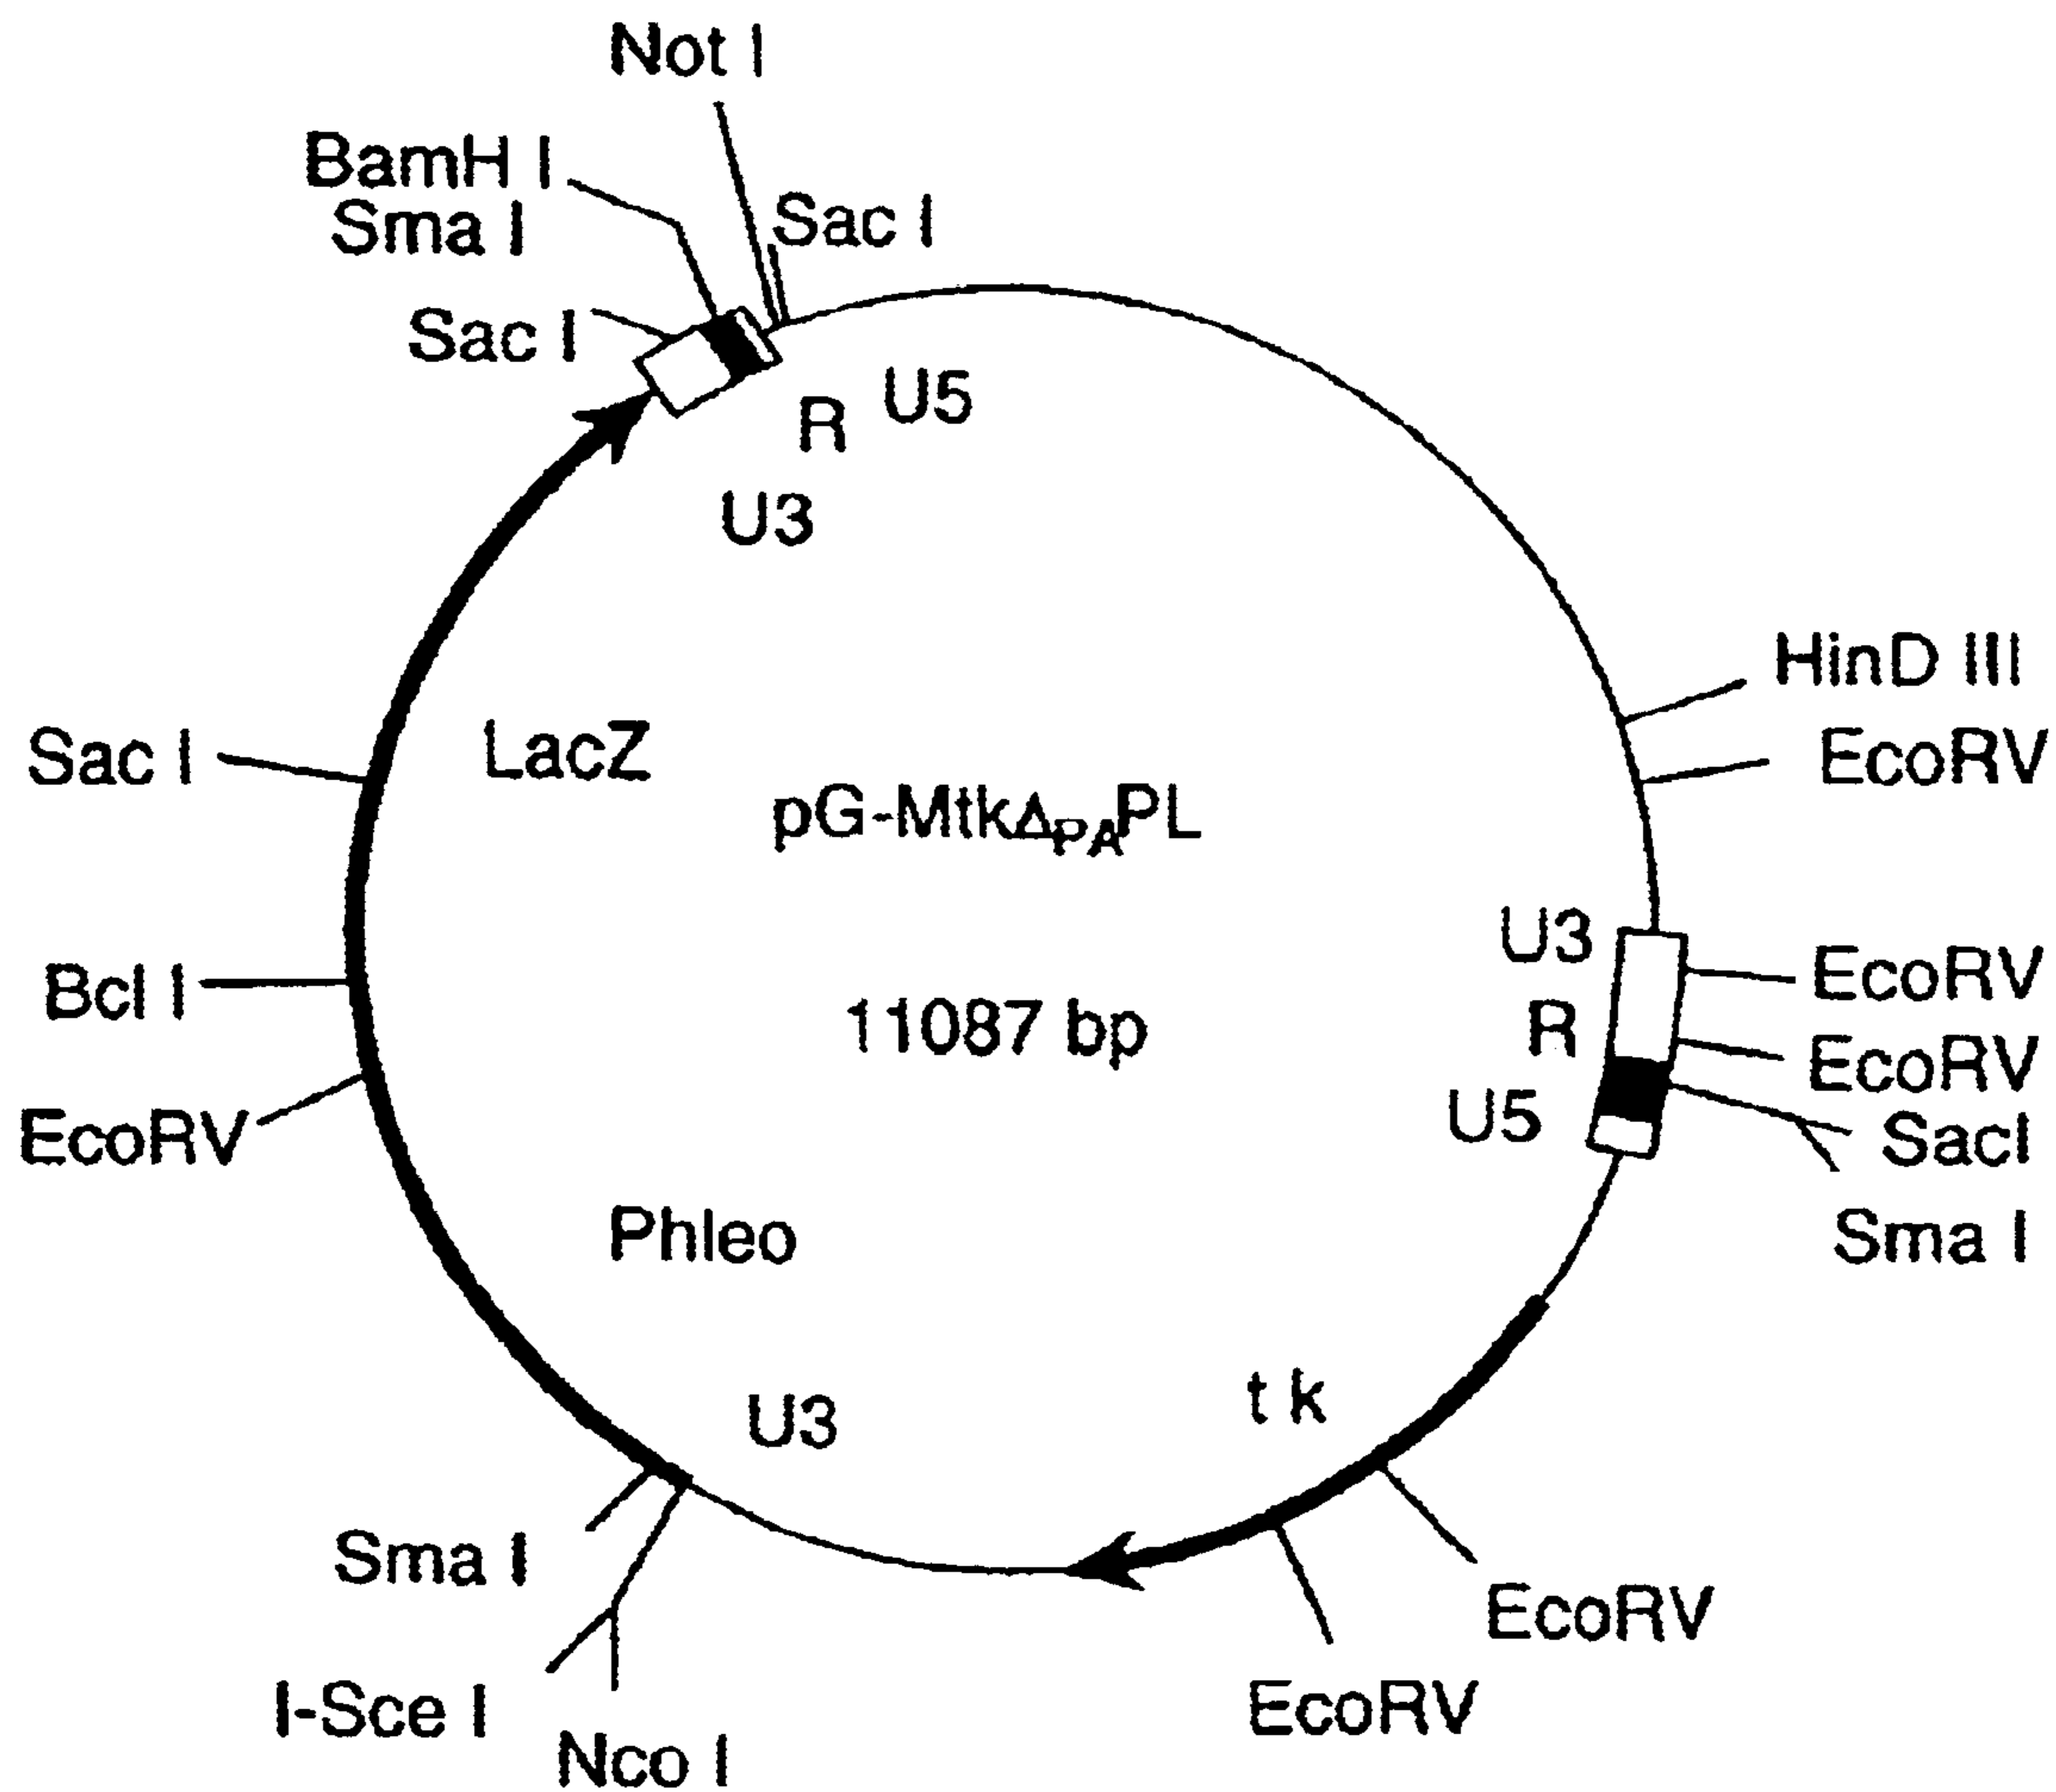 Not I
BamH I
Sma I
Sac I
Sac I
U5
R
U3
HinD III
EcoRV
Sac I
LacZ
pG-MtkΔPAPL
U3
EcoRV
Bcl I
11087 bp
R
EcoRV
EcoRV
U5
SacI
Sma I
Phleo
tk
U3
Sma I
EcoRV
I-Sce I
EcoRV
Nco I